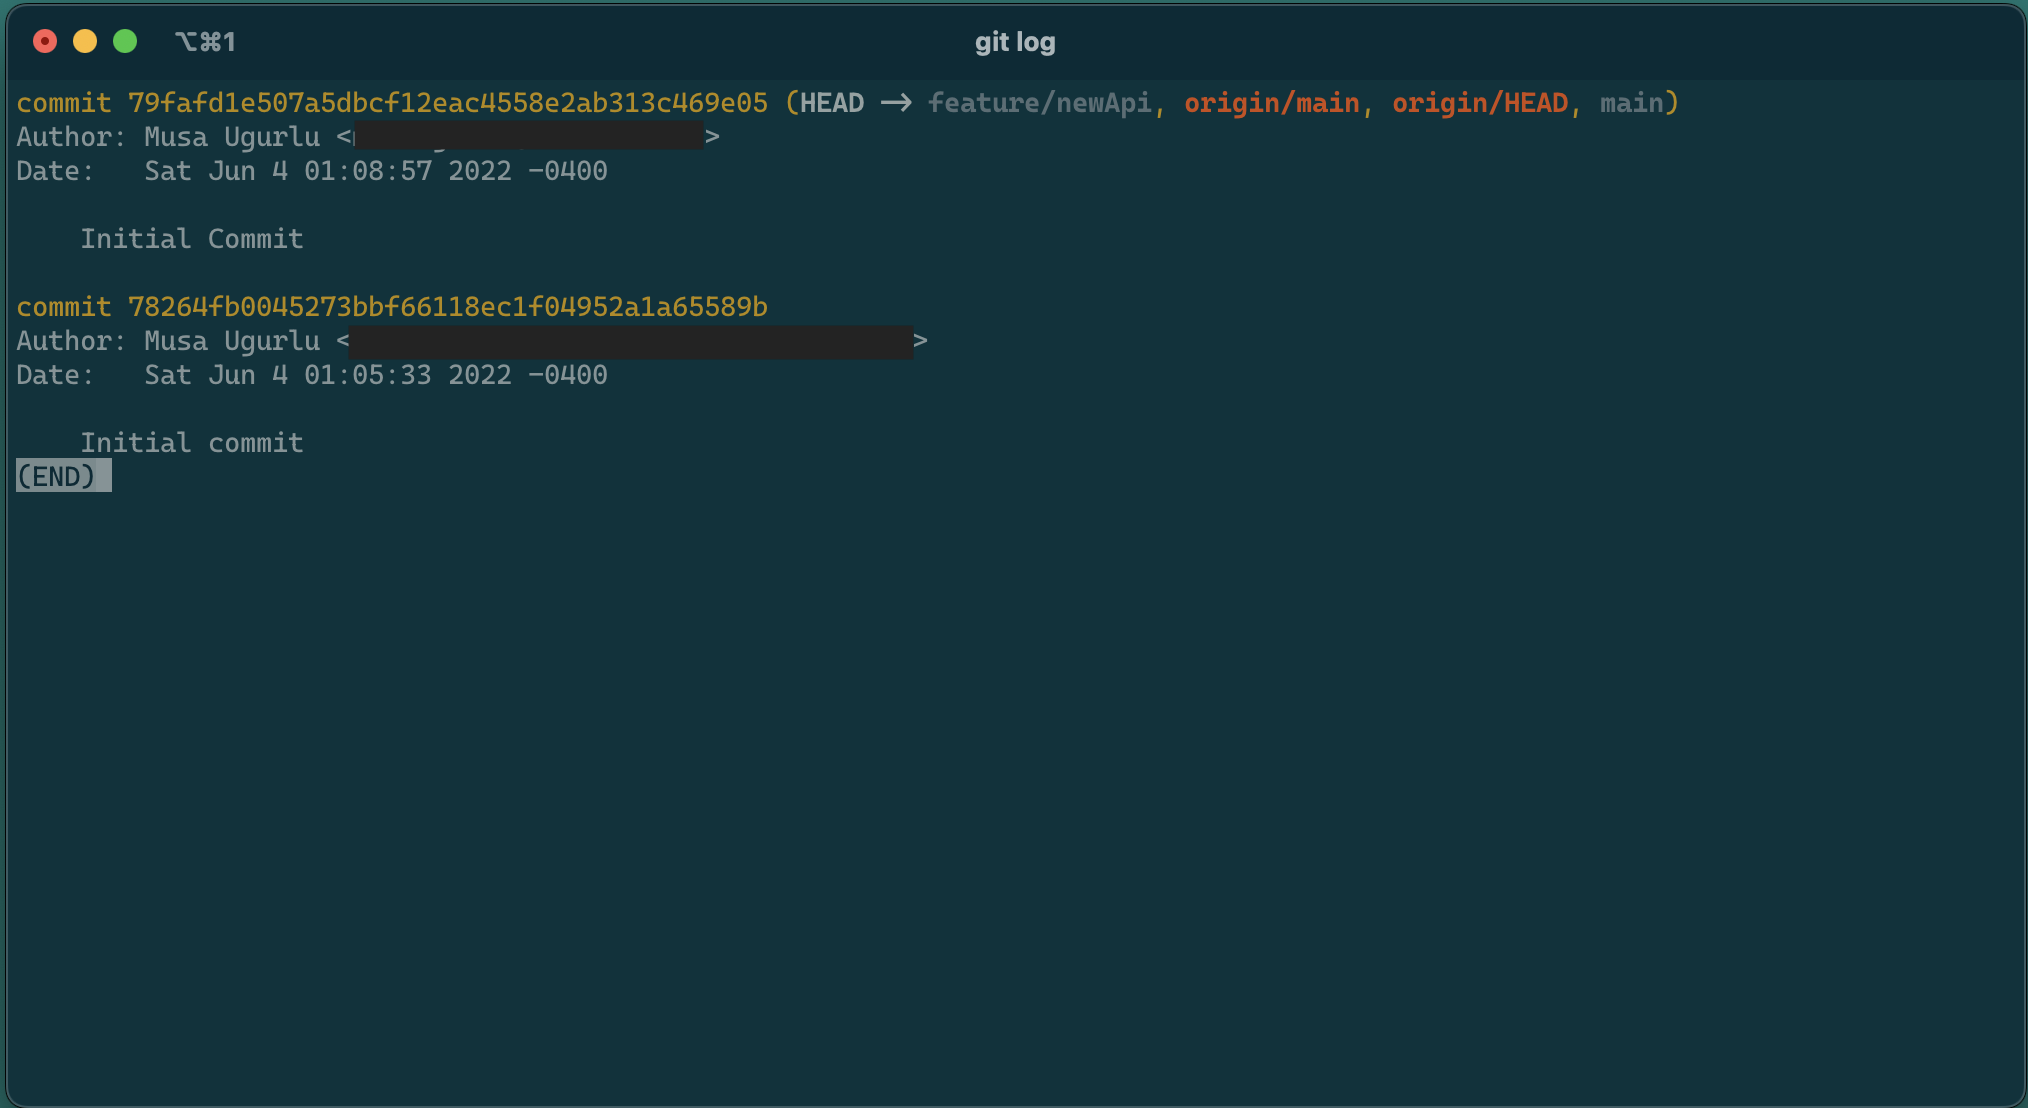 ⌥⌘1
git log
commit 79fafd1e507a5dbcf12eac4558e2ab313c469e05 (HEAD -> feature/newApi, origin/main, origin/HEAD, main)
Author: Musa Ugurlu < >
Date:   Sat Jun 4 01:08:57 2022 -0400
Initial Commit
commit 78264fb0045273bbf66118ec1f04952a1a65589b
Author: Musa Ugurlu < >
Date:   Sat Jun 4 01:05:33 2022 -0400
Initial commit
(END)